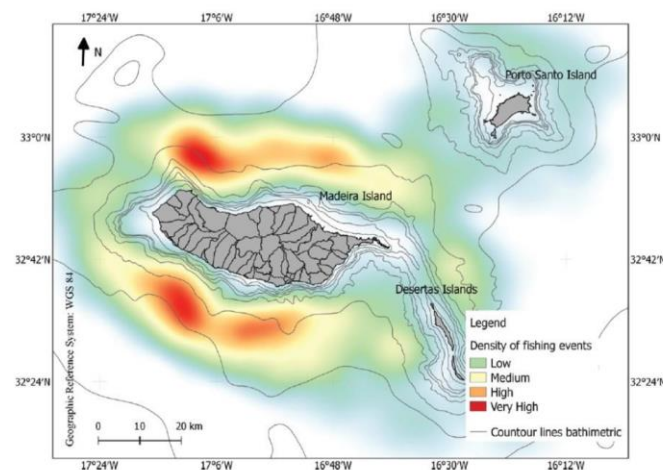 17°24'W 17°6'W 16°48'W 16°30'W 16°12'W
N
Porto Santo Island
33°0'N 33°0'N
Madeira Island
32°42'N 32°42'N
Desertas Islands
Geographic Reference System: WGS 84
Legend
Density of fishing events
Low
Medium
32°24'N 32°24'N
High
Very High
0 10 20 km
Countour lines bathimetric
17°24'W 17°6'W 16°48'W 16°30'W 16°12'W